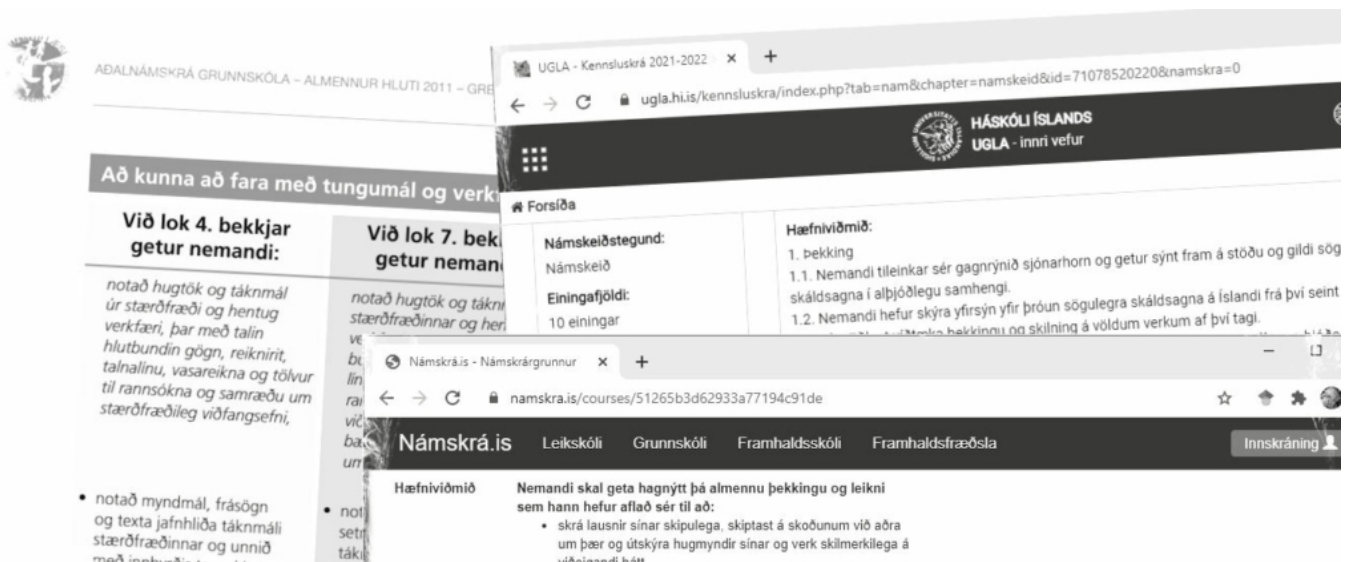 AÐALNÁMSKRÁ GRUNNSKÓLA – ALMENNUR HLUTI 2011 – GRE
Að kunna að fara með tungumál og verk
Við lok 4. bekkjar
getur nemandi:
notað hugtök og táknmál
úr stærðfræði og hentug
verkfæri, þar með talin
hlutbundin gögn, reiknirit,
talnalínu, vasareikna og tölvur
til rannsókna og samræðu um
stærðfræðileg viðfangsefni,
• notað myndmál, frásögn
og texta jafnhliða táknmáli
stærðfræðinnar og unnið
Við lok 7. bek
getur neman
notað hugtök og tákn
stærðfræðinnar og hen
UGLA - Kennsluskrá 2021-2022
ugla.hi.is/kennsluskra/index.php?tab=nam&chapter=namskeid&id=71078520220&namskra=0
HÁSKÓLI ÍSLANDS
UGLA - innri vefur
Forsíða
Námskeiðstegund:
Námskeið
Einingafjöldi:
10 einingar
Hæfniviðmið:
1. Þekking
1.1. Nemandi tileinkar sér gagnrýnið sjónarhorn og getur sýnt fram á stöðu og gildi sög
skáldsagna í alþjóðlegu samhengi.
1.2. Nemandi hefur skýra yfirsýn yfir þróun sögulegra skáldsagna á Íslandi frá því seint
þekkingu og skilning á völdum verkum af því tagi.
Námskrá.is - Námskrárgrunnur
namskra.is/courses/51265b3d62933a77194c91de
Námskrá.is Leikskóli Grunnskóli Framhaldsskóli Framhaldsfræðsla Innskráning
Hæfniviðmið
Nemandi skal geta hagnýtt þá almennu þekkingu og leikni
sem hann hefur aflað sér til að:
• skrá lausnir sínar skipulega, skiptast á skoðunum við aðra
um þær og útskýra hugmyndir sínar og verk skilmerkilega á